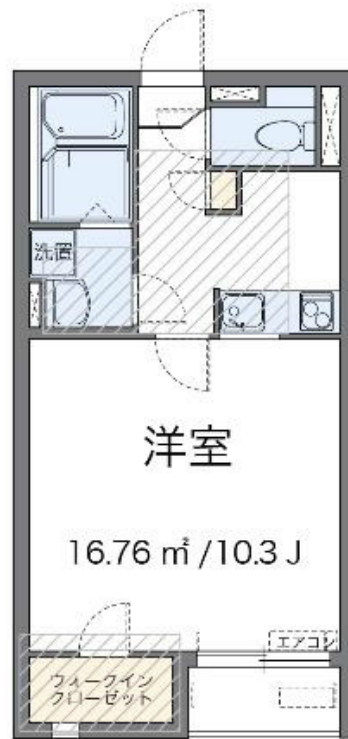 洗置
洋室
16.76 ㎡/10.3 J
エアコン
ウォークイン
クローゼット